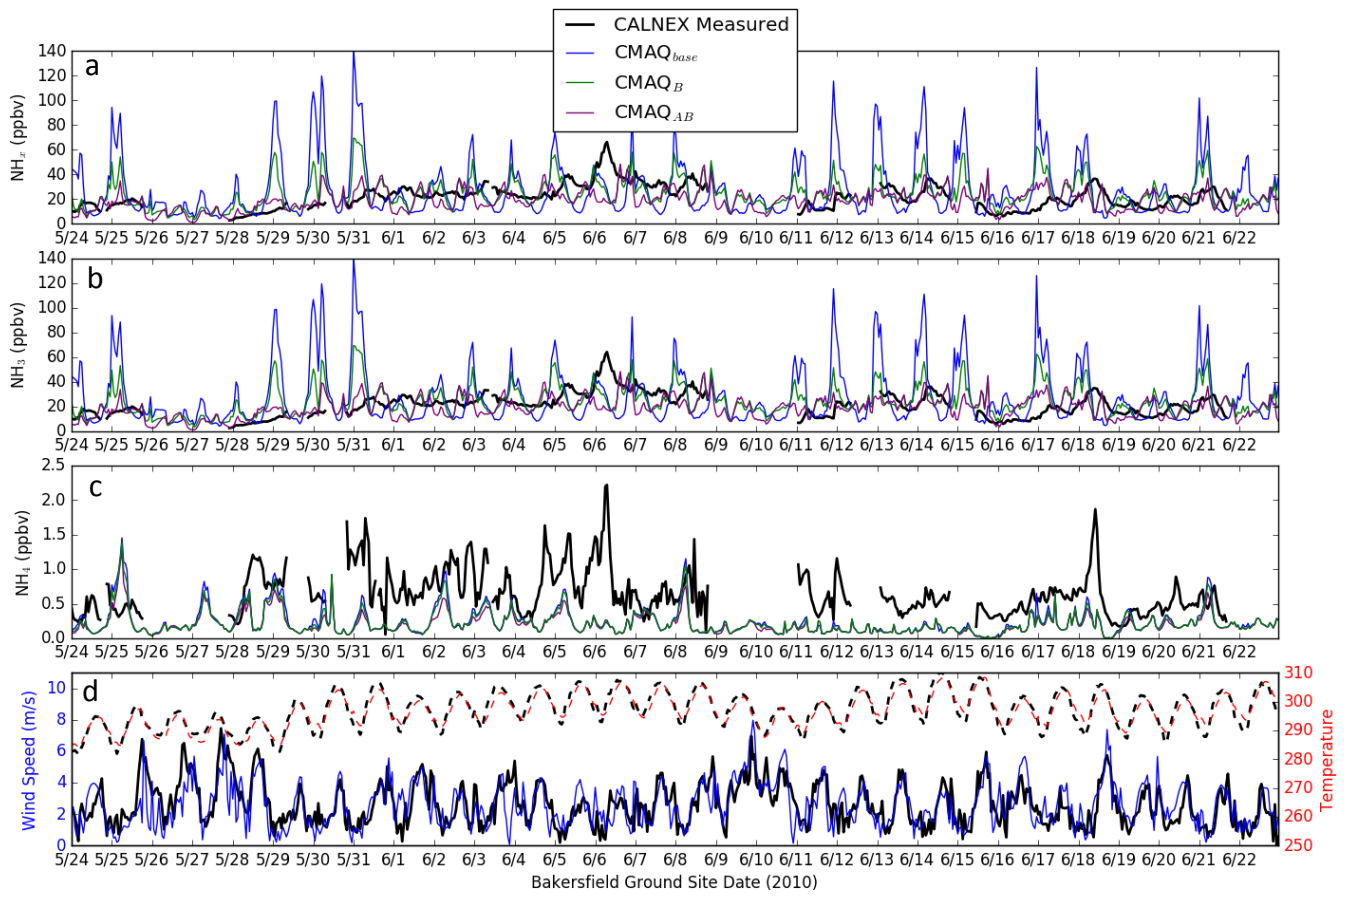 CALNEX Measured
CMAQbase
CMAQB
CMAQAB
a
NHx (ppbv)
140
120
100
80
60
40
20
0
5/24 5/25 5/26 5/27 5/28 5/29 5/30 5/31 6/1 6/2 6/3 6/4 6/5 6/6 6/7 6/8 6/9 6/10 6/11 6/12 6/13 6/14 6/15 6/16 6/17 6/18 6/19 6/20 6/21 6/22
b
NH3 (ppbv)
140
120
100
80
60
40
20
0
5/24 5/25 5/26 5/27 5/28 5/29 5/30 5/31 6/1 6/2 6/3 6/4 6/5 6/6 6/7 6/8 6/9 6/10 6/11 6/12 6/13 6/14 6/15 6/16 6/17 6/18 6/19 6/20 6/21 6/22
c
NH4 (ppbv)
2.5
2.0
1.5
1.0
0.5
0.0
5/24 5/25 5/26 5/27 5/28 5/29 5/30 5/31 6/1 6/2 6/3 6/4 6/5 6/6 6/7 6/8 6/9 6/10 6/11 6/12 6/13 6/14 6/15 6/16 6/17 6/18 6/19 6/20 6/21 6/22
d
Wind Speed (m/s)
10
8
6
4
2
0
310
300
290
280
270
260
250
Temperature
5/24 5/25 5/26 5/27 5/28 5/29 5/30 5/31 6/1 6/2 6/3 6/4 6/5 6/6 6/7 6/8 6/9 6/10 6/11 6/12 6/13 6/14 6/15 6/16 6/17 6/18 6/19 6/20 6/21 6/22
Bakersfield Ground Site Date (2010)